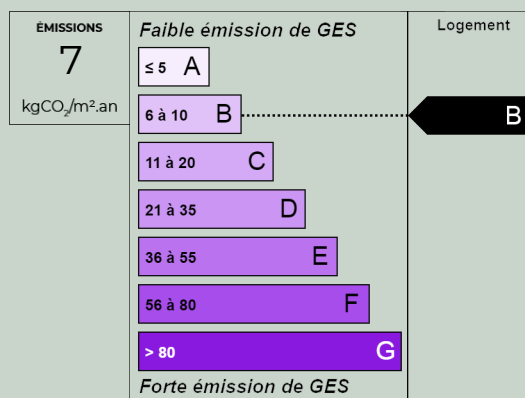 ÉMISSIONS
7
kgCO₂/m².an
Faible émission de GES
Logement
≤ 5 A
6 à 10 B
B
11 à 20 C
21 à 35 D
36 à 55 E
56 à 80 F
> 80 G
Forte émission de GES